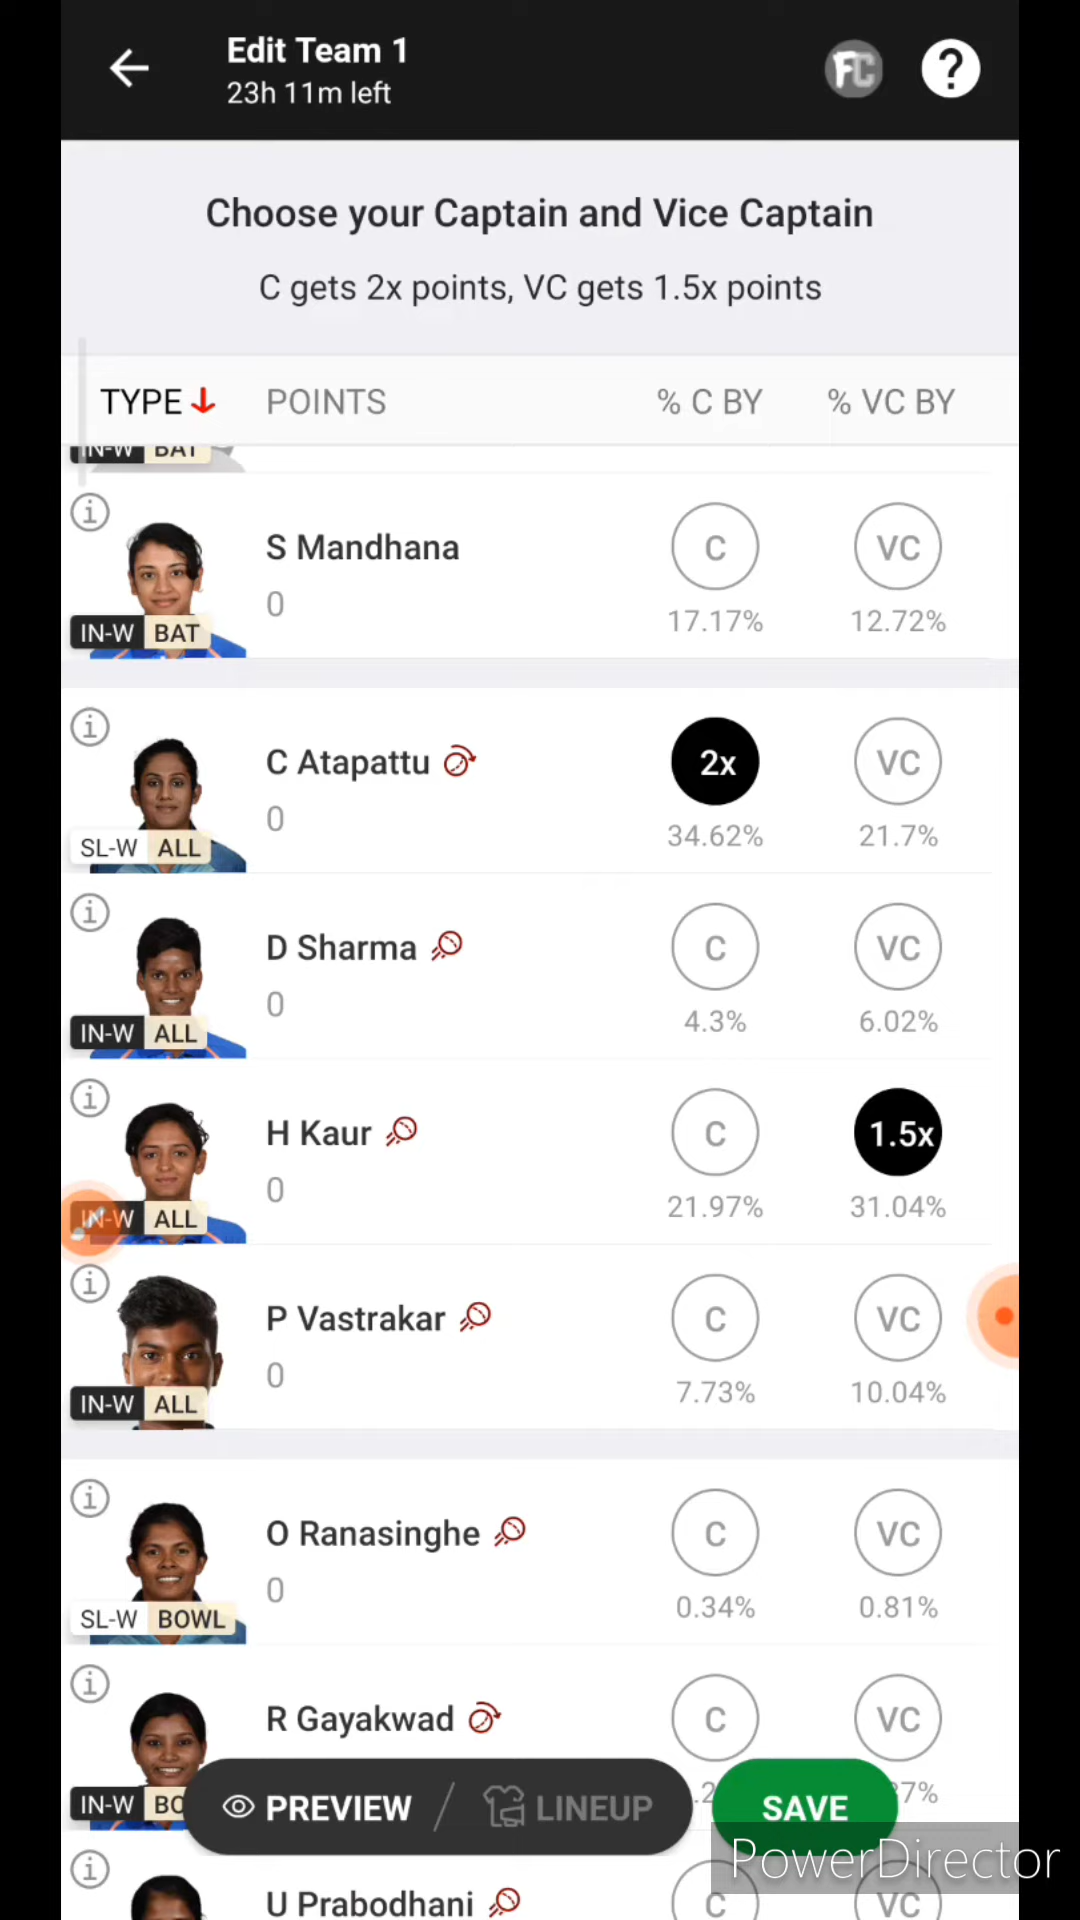 Edit Team 1
23h 11m left
FC
?
Choose your Captain and Vice Captain
C gets 2x points, VC gets 1.5x points
TYPE POINTS % C BY % VC BY
IN-W BAT
S Mandhana
0
C VC
17.17% 12.72%
IN-W BAT
C Atapattu
0
2x VC
34.62% 21.7%
SL-W ALL
D Sharma
0
C VC
4.3% 6.02%
IN-W ALL
H Kaur
0
C 1.5x
21.97% 31.04%
IN-W ALL
P Vastrakar
0
C VC
7.73% 10.04%
IN-W ALL
O Ranasinghe
0
C VC
0.34% 0.81%
SL-W BOWL
R Gayakwad
C VC
IN-W
PREVIEW / LINEUP
SAVE
PowerDirector
U Prabodhani
C VC